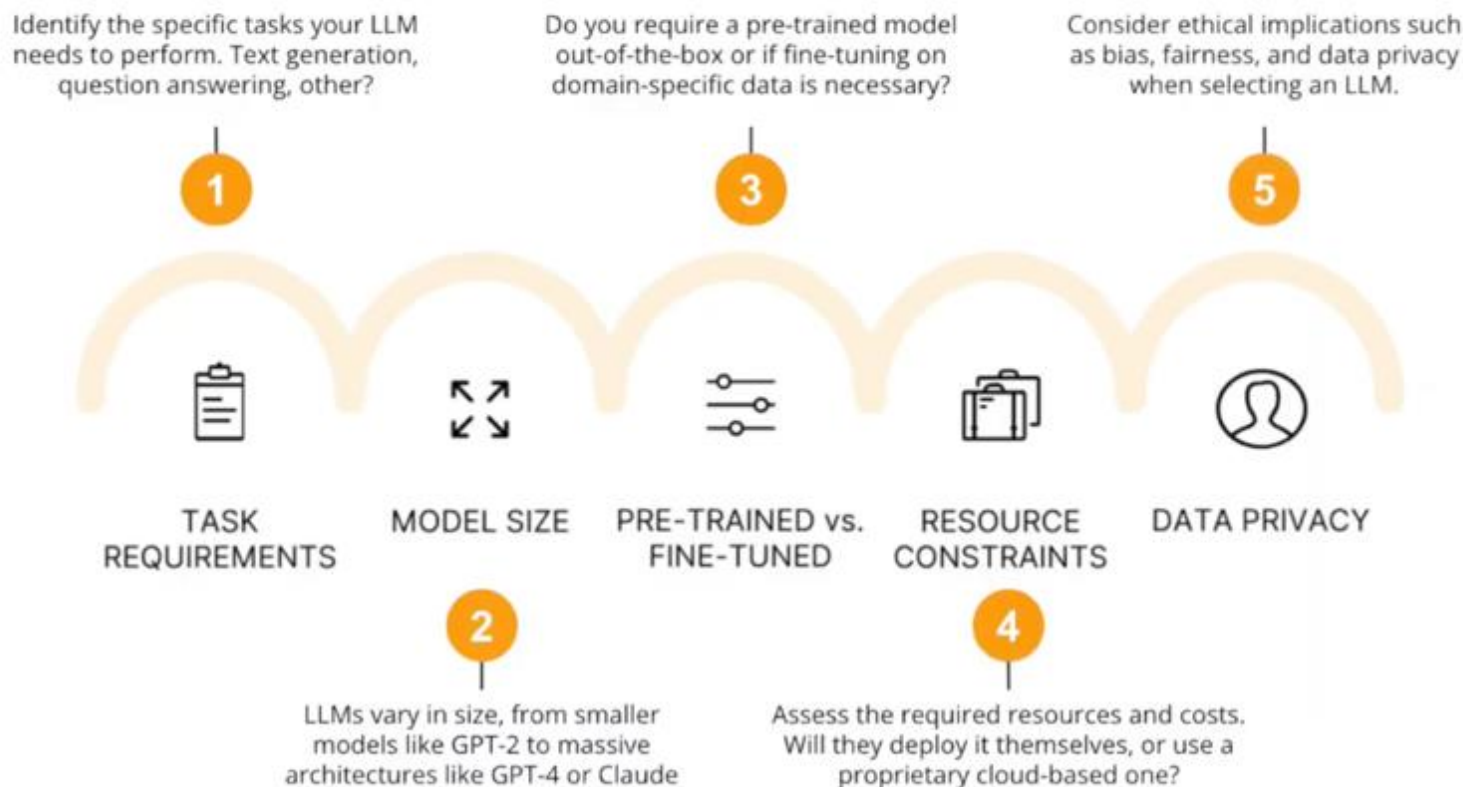 Identify the specific tasks your LLM
needs to perform. Text generation,
question answering, other?
Do you require a pre-trained model
out-of-the-box or if fine-tuning on
domain-specific data is necessary?
Consider ethical implications such
as bias, fairness, and data privacy
when selecting an LLM.
1
3
5
TASK
REQUIREMENTS
MODEL SIZE
PRE-TRAINED vs.
FINE-TUNED
RESOURCE
CONSTRAINTS
DATA PRIVACY
2
4
LLMs vary in size, from smaller
models like GPT-2 to massive
architectures like GPT-4 or Claude
Assess the required resources and costs.
Will they deploy it themselves, or use a
proprietary cloud-based one?